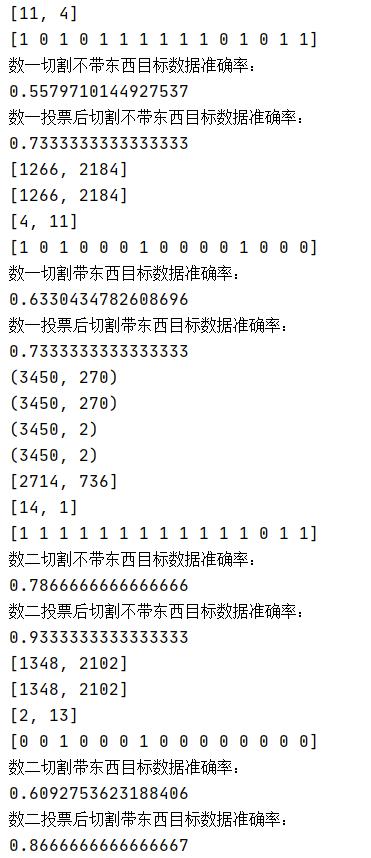 [11, 4]
[1 0 1 0 1 1 1 1 1 1 0 1 0 1 1]
数一切割不带东西目标数据准确率：
0.5579710144927537
数一投票后切割不带东西目标数据准确率：
0.7333333333333333
[1266, 2184]
[1266, 2184]
[4, 11]
[1 0 1 0 0 0 1 0 0 0 0 1 0 0 0]
数一切割带东西目标数据准确率：
0.6330434782608696
数一投票后切割带东西目标数据准确率：
0.7333333333333333
(3450, 270)
(3450, 270)
(3450, 2)
(3450, 2)
[2714, 736]
[14, 1]
[1 1 1 1 1 1 1 1 1 1 1 1 0 1 1]
数二切割不带东西目标数据准确率：
0.7866666666666666
数二投票后切割不带东西目标数据准确率：
0.9333333333333333
[1348, 2102]
[1348, 2102]
[2, 13]
[0 0 1 0 0 0 1 0 0 0 0 0 0 0 0]
数二切割带东西目标数据准确率：
0.6092753623188406
数二投票后切割带东西目标数据准确率：
0.8666666666666667